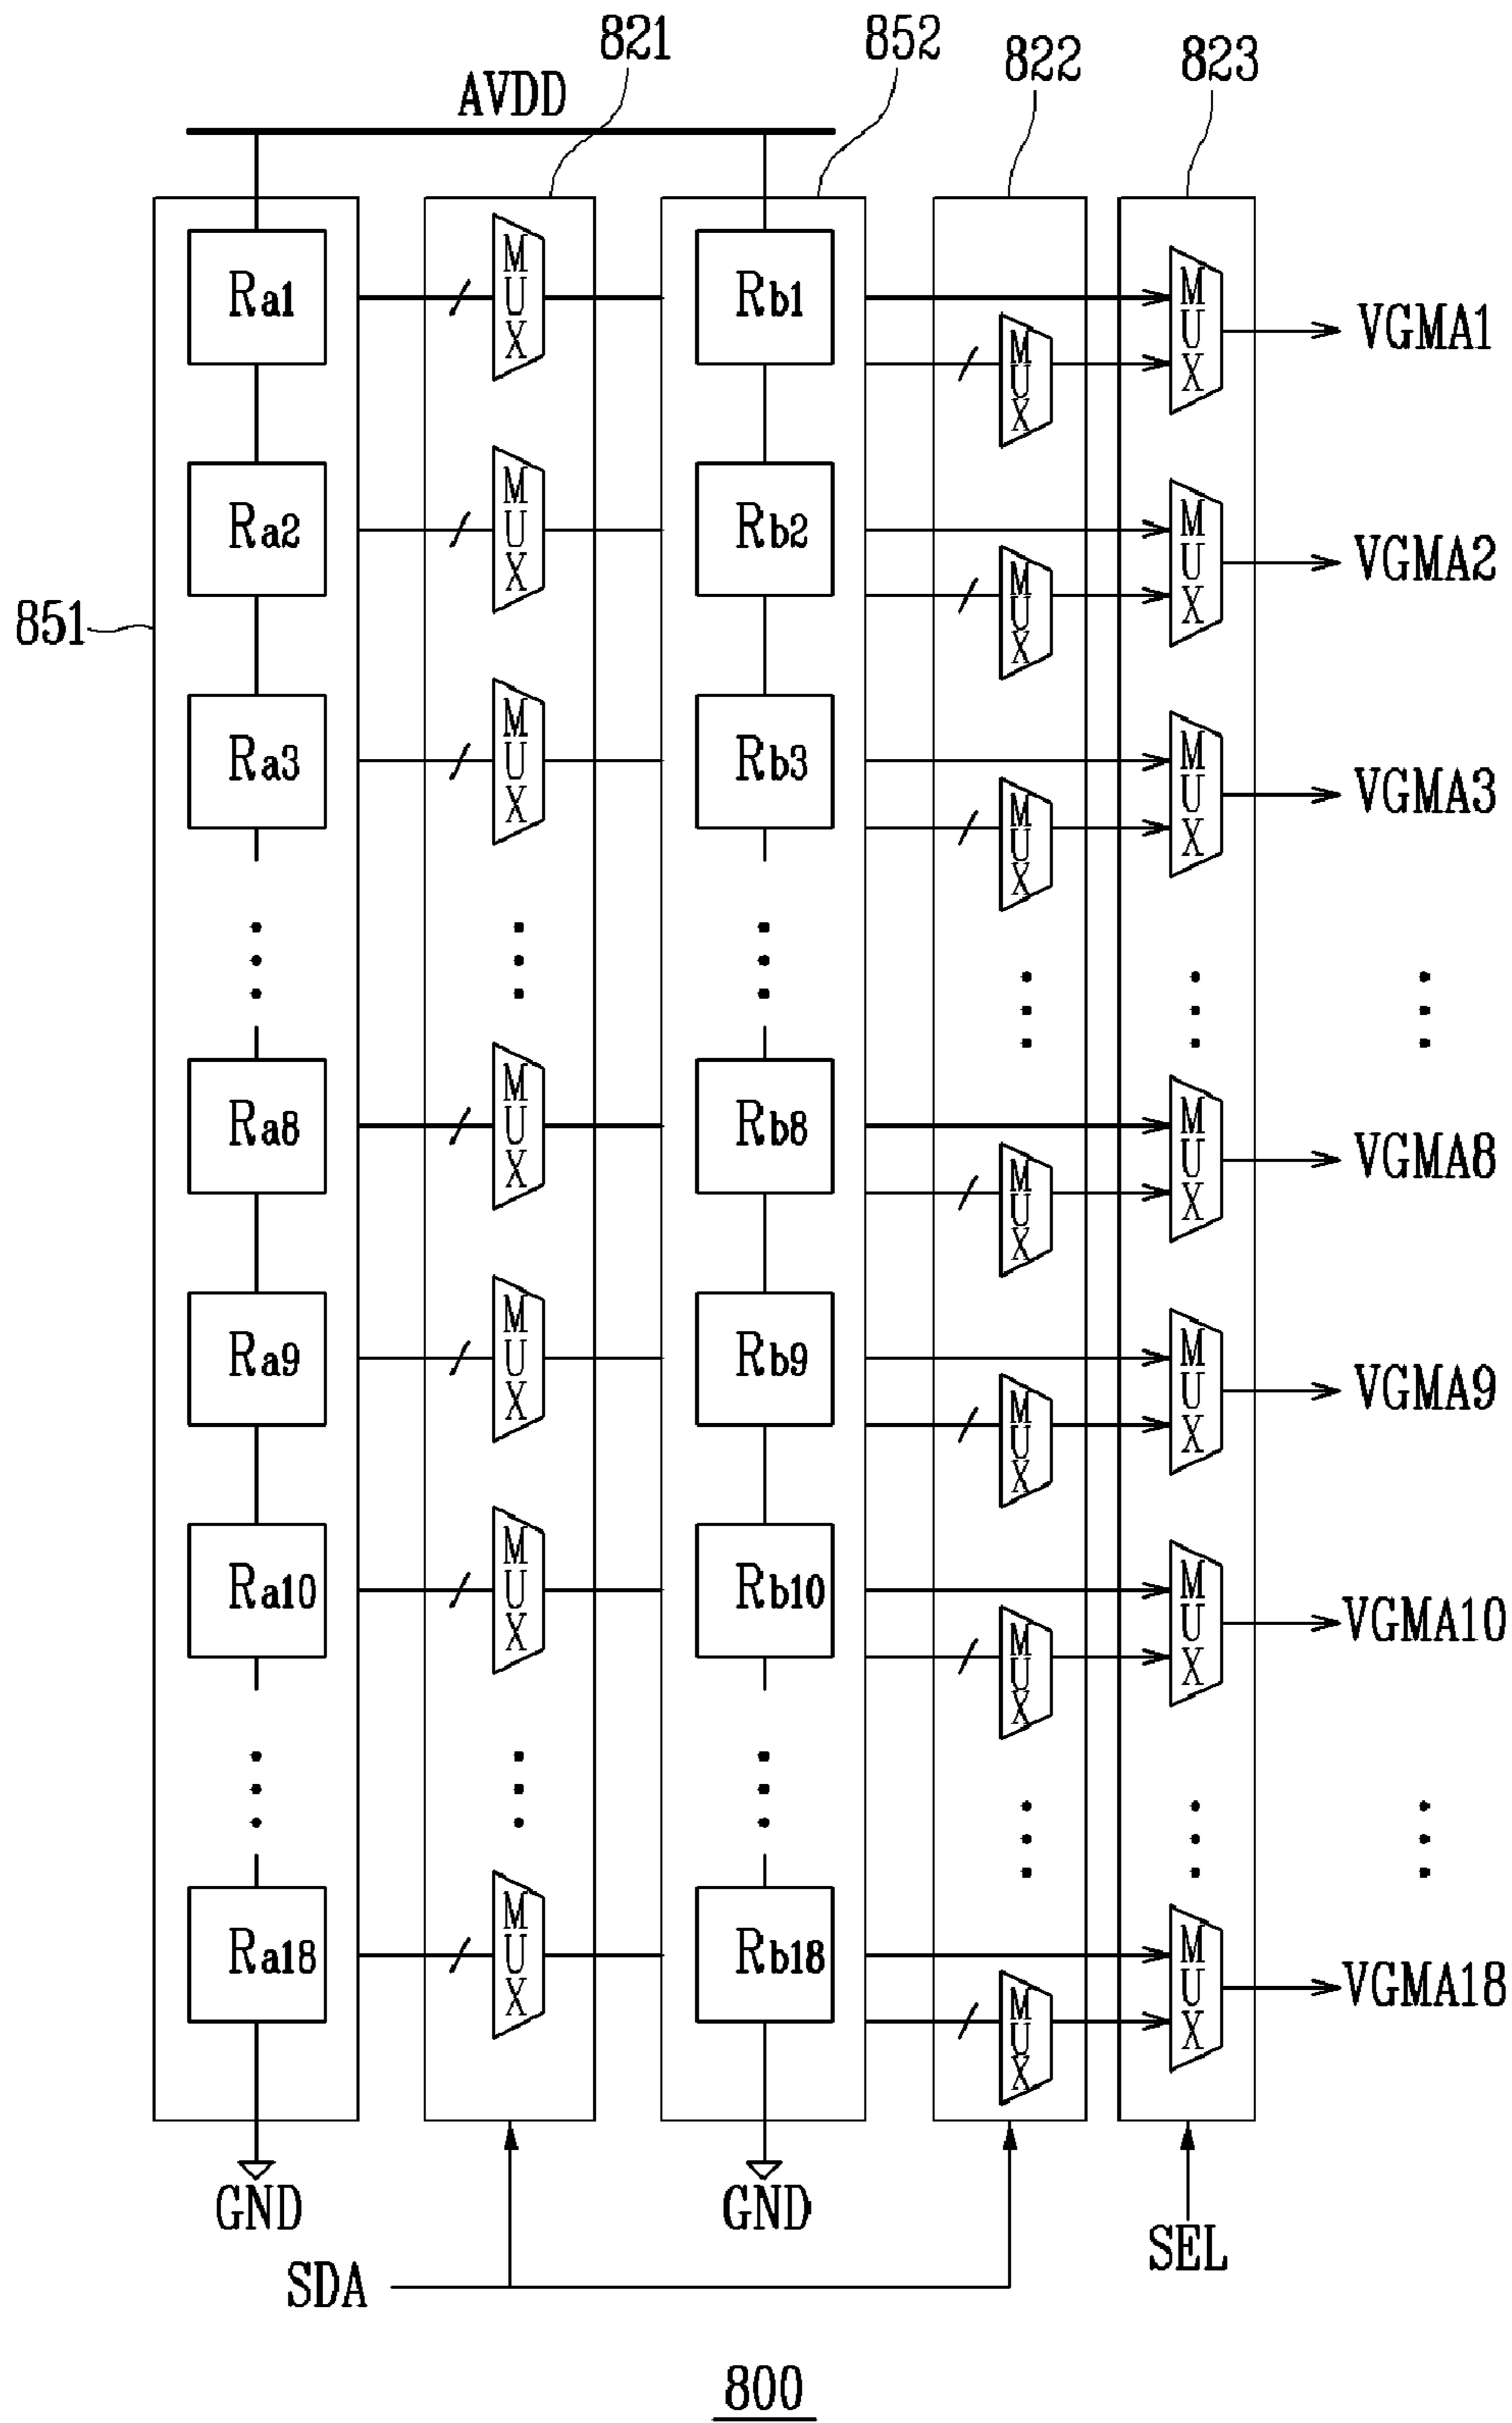 821
852
822
823
AVDD
Ra1 MUX Rb1 MUX MUX VGMA1
Ra2 MUX Rb2 MUX MUX VGMA2
851
Ra3 MUX Rb3 MUX MUX VGMA3
Ra8 MUX Rb8 MUX MUX VGMA8
Ra9 MUX Rb9 MUX MUX VGMA9
Ra10 MUX Rb10 MUX MUX VGMA10
Ra18 MUX Rb18 MUX MUX VGMA18
GND GND
SEL
SDA
800